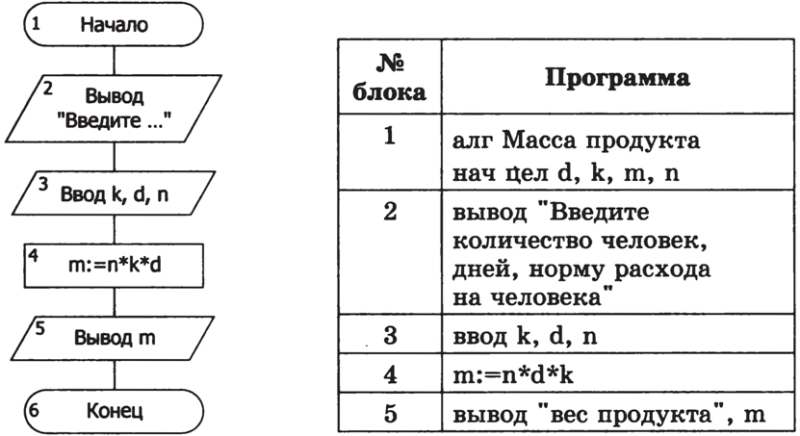 1 Начало
2 Вывод
"Введите ..."
3 Ввод k, d, n
4 m:=n*k*d
5 Вывод m
6 Конец
№ блока Программа
1 алг Масса продукта
нач цел d, k, m, n
2 вывод "Введите
количество человек,
дней, норму расхода
на человека"
3 ввод k, d, n
4 m:=n*d*k
5 вывод "вес продукта", m